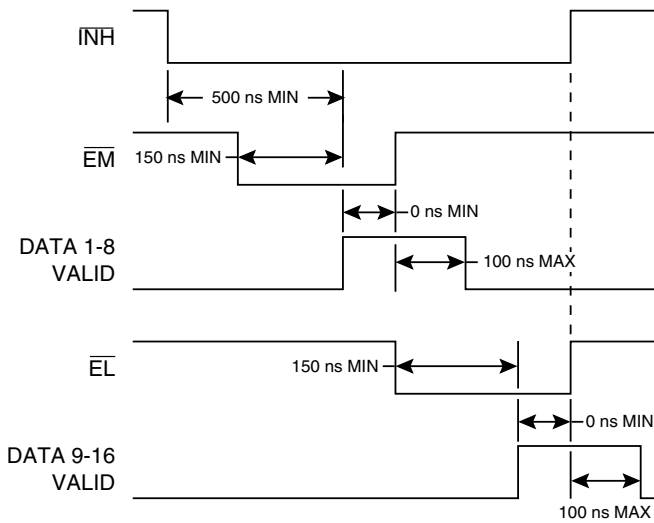 INH
500 ns MIN
EM
150 ns MIN
0 ns MIN
DATA 1-8
VALID
100 ns MAX
EL
150 ns MIN
0 ns MIN
DATA 9-16
VALID
100 ns MAX